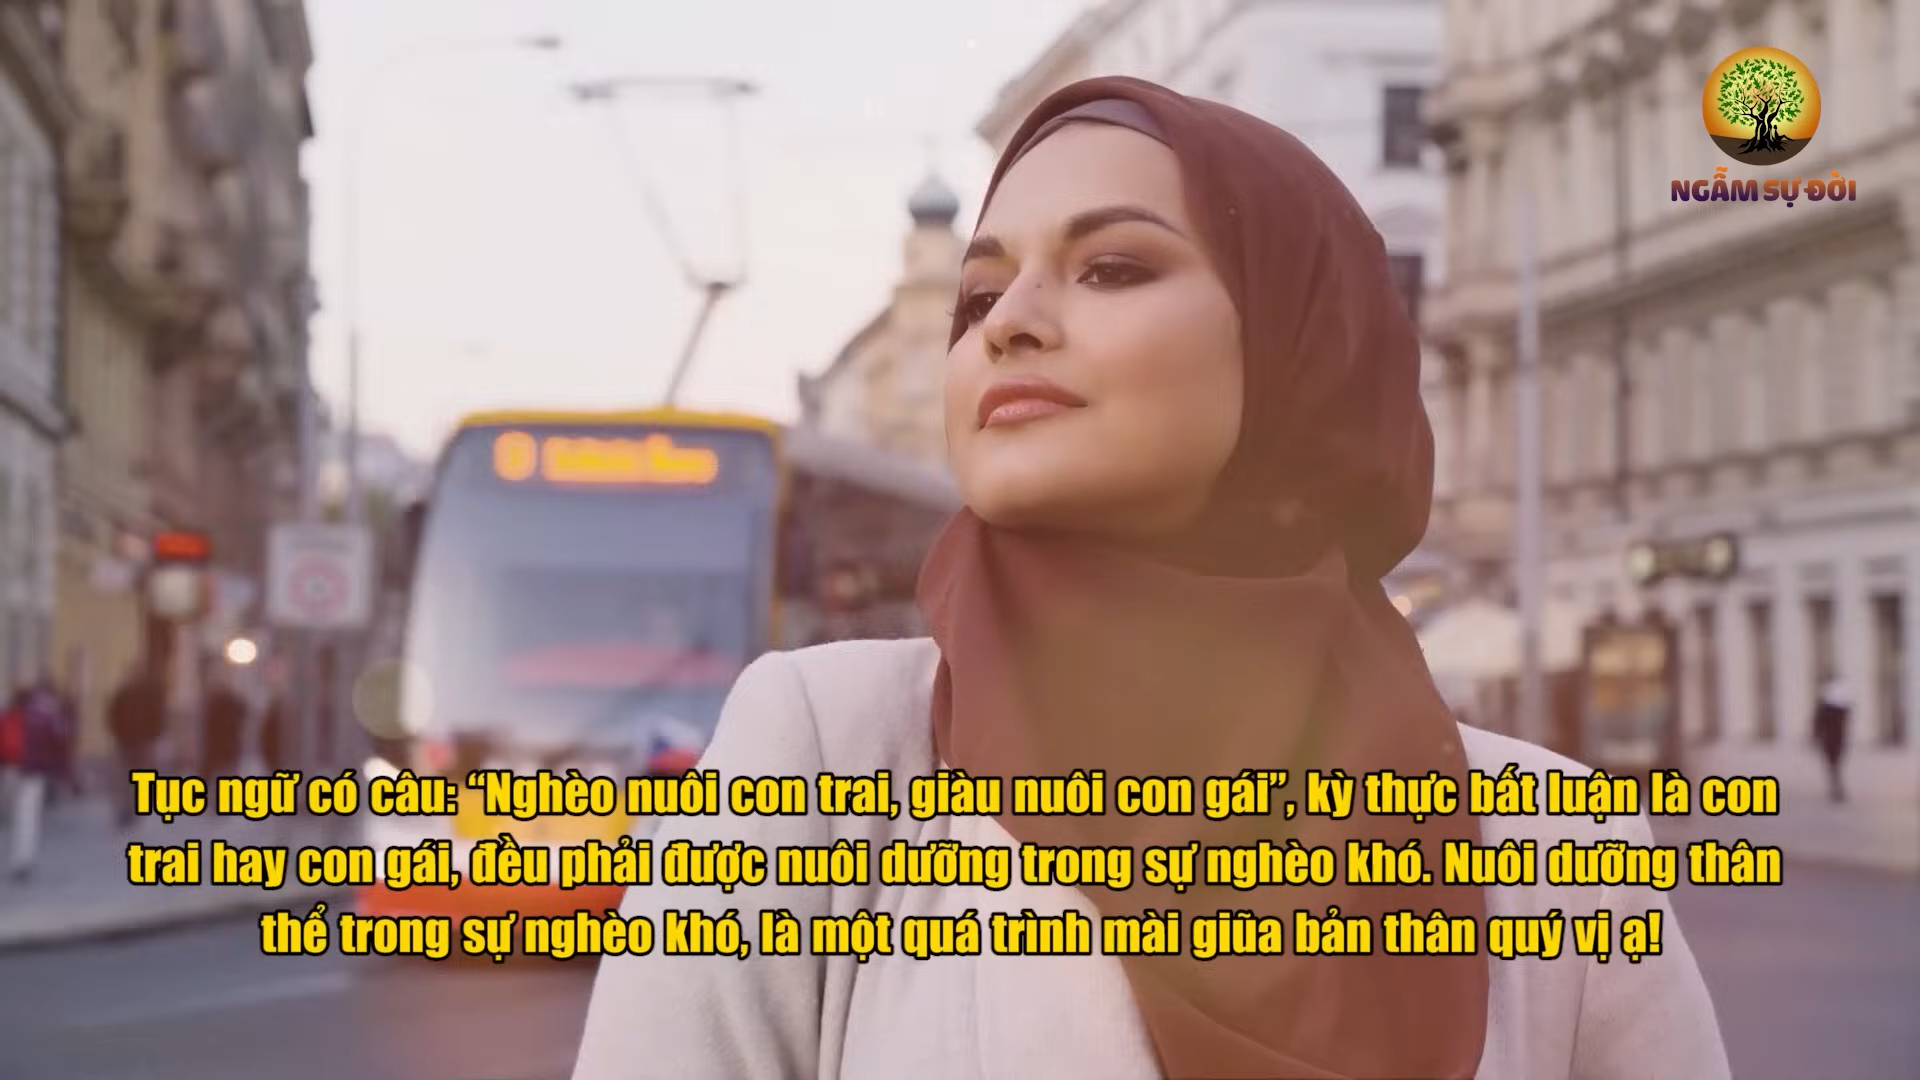 NGẪM SỰ ĐỜI
Tục ngữ có câu: “Nghèo nuôi con trai, giàu nuôi con gái”, kỳ thực bất luận là con
trai hay con gái, đều phải được nuôi dưỡng trong sự nghèo khó. Nuôi dưỡng thân
thể trong sự nghèo khó, là một quá trình mài giũa bản thân quý vị ạ!